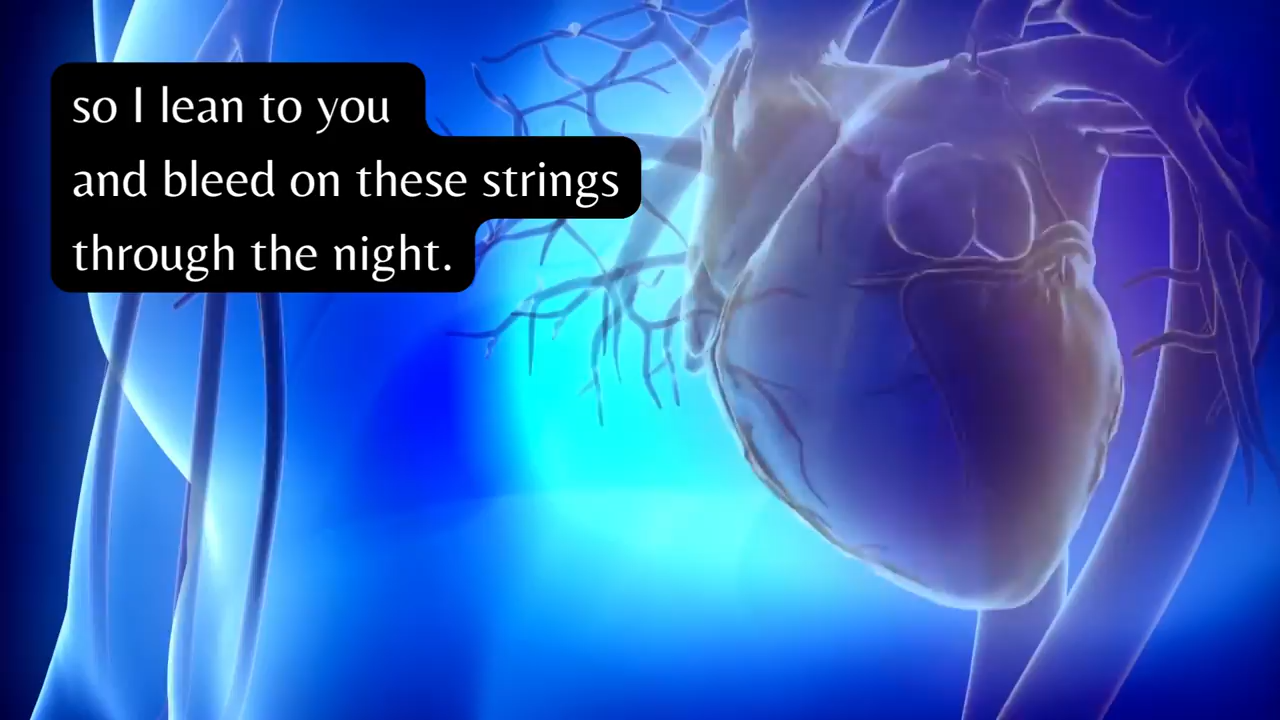 so I lean to you
and bleed on these strings
through the night.